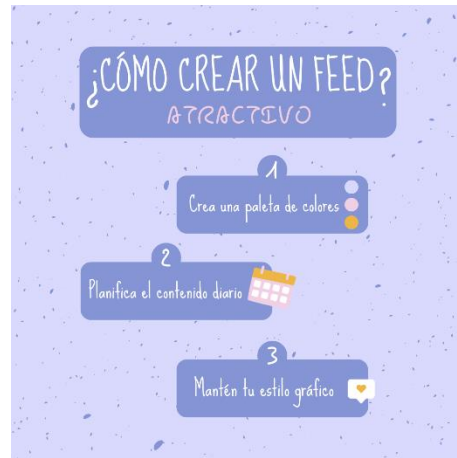 ¿CÓMO CREAR UN FEED?
ATRACTIVO
1
Crea una paleta de colores
2
Planifica el contenido diario
3
Mantén tu estilo gráfico